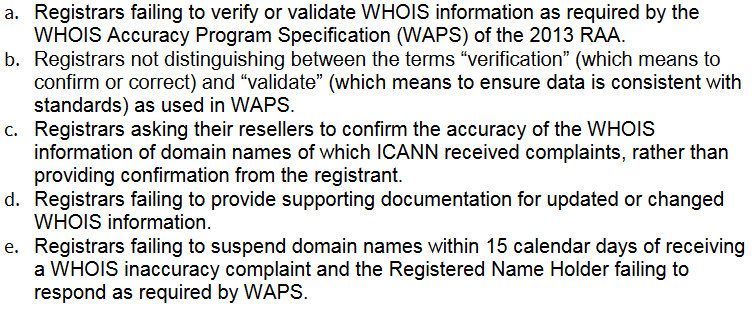 a. Registrars failing to verify or validate WHOIS information as required by the
WHOIS Accuracy Program Specification (WAPS) of the 2013 RAA.
b. Registrars not distinguishing between the terms “verification” (which means to
confirm or correct) and “validate” (which means to ensure data is consistent with
standards) as used in WAPS.
c. Registrars asking their resellers to confirm the accuracy of the WHOIS
information of domain names of which ICANN received complaints, rather than
providing confirmation from the registrant.
d. Registrars failing to provide supporting documentation for updated or changed
WHOIS information.
e. Registrars failing to suspend domain names within 15 calendar days of receiving
a WHOIS inaccuracy complaint and the Registered Name Holder failing to
respond as required by WAPS.